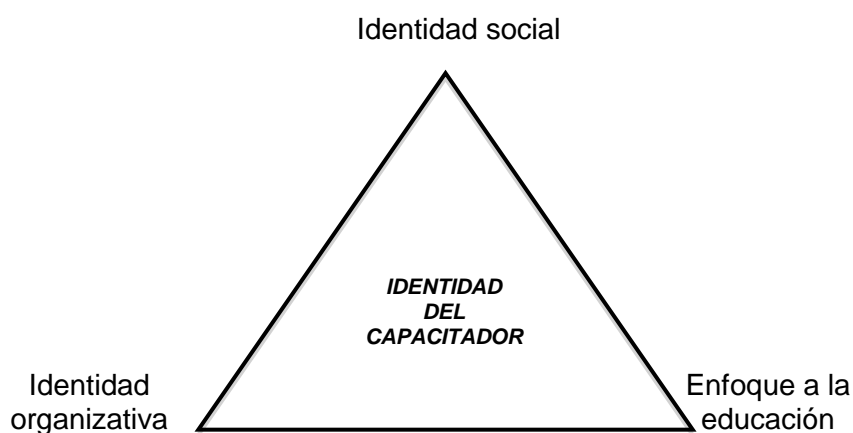 Identidad social
IDENTIDAD
DEL
CAPACITADOR
Identidad
organizativa
Enfoque a la
educación